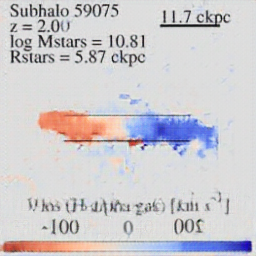 Subhalo 59075
11.7 ckpc
z = 2.00
log Mstars = 10.81
Rstars = 5.87 ckpc
-100 0